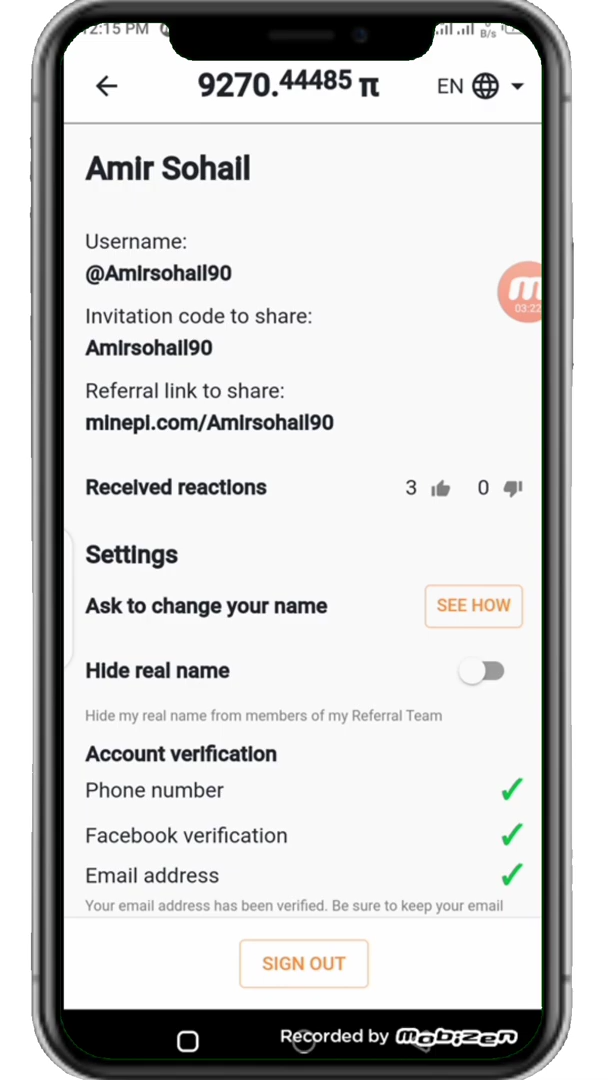 12:15 PM
B/s
9270.44485 π
EN
Amir Sohail
Username:
@Amirsohail90
m
03:22
Invitation code to share:
Amirsohail90
Referral link to share:
minepi.com/Amirsohail90
Received reactions 3 0
Settings
Ask to change your name SEE HOW
Hide real name
Hide my real name from members of my Referral Team
Account verification
Phone number
Facebook verification
Email address
Your email address has been verified. Be sure to keep your email
SIGN OUT
Recorded by mobizen